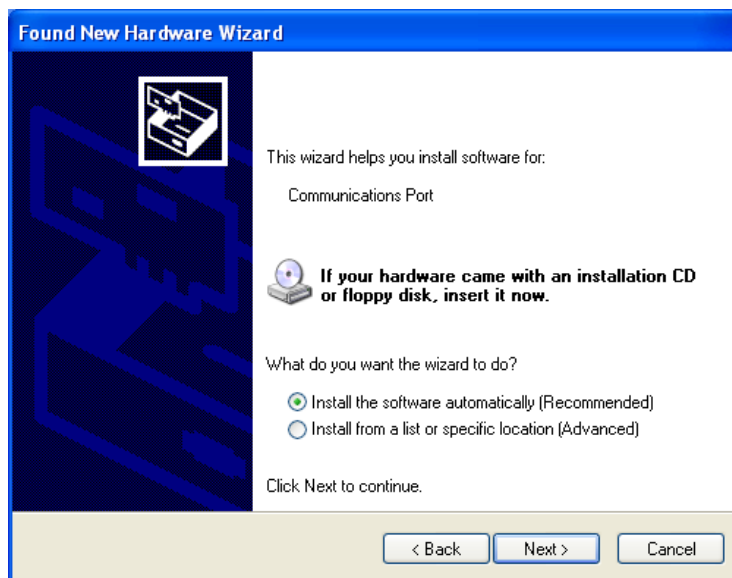 Found New Hardware Wizard
This wizard helps you install software for:
Communications Port
If your hardware came with an installation CD
or floppy disk, insert it now.
What do you want the wizard to do?
Install the software automatically (Recommended)
Install from a list or specific location (Advanced)
Click Next to continue.
< Back Next > Cancel